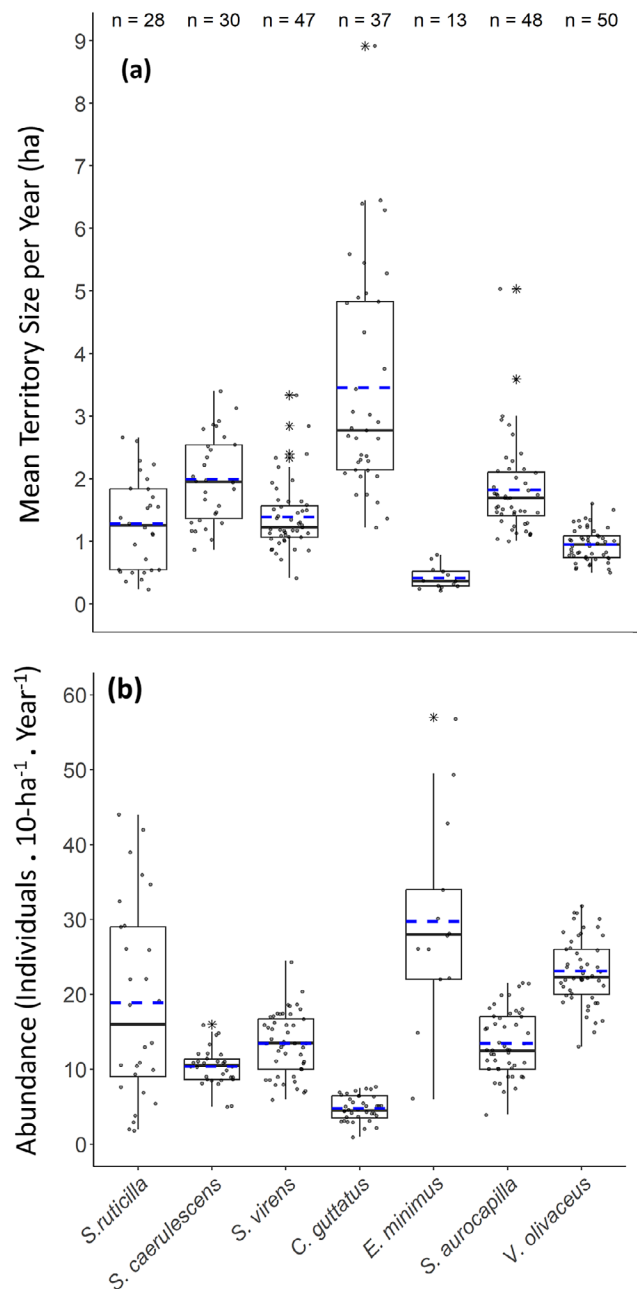 n = 28 n = 30 n = 47 n = 37 n = 13 n = 48 n = 50
(a)
Mean Territory Size per Year (ha)
9
8
7
6
5
4
3
2
1
0
(b)
Abundance (Individuals . 10-ha⁻¹ . Year⁻¹)
60
50
40
30
20
10
0
S.ruticilla
S. caerulescens
S. virens
C. guttatus
E. minimus
S. aurocapilla
V. olivaceus